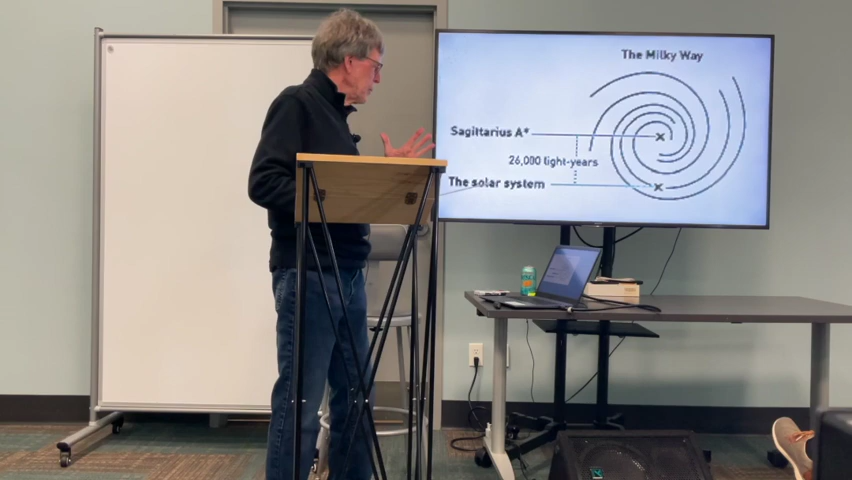 The Milky Way
Sagittarius A*
26,000 light-years
The solar system